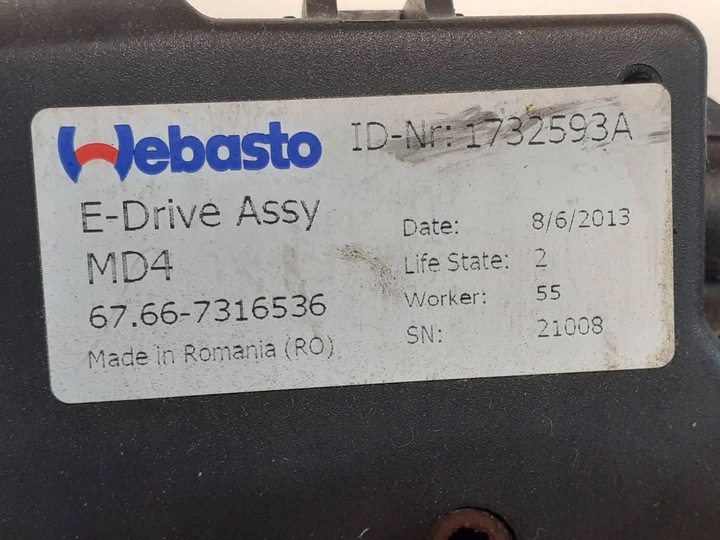 Webasto
ID-Nr: 1732593A
E-Drive Assy
MD4
67.66-7316536
Made in Romania (RO)
Date: 8/6/2013
Life State: 2
Worker: 55
SN: 21008